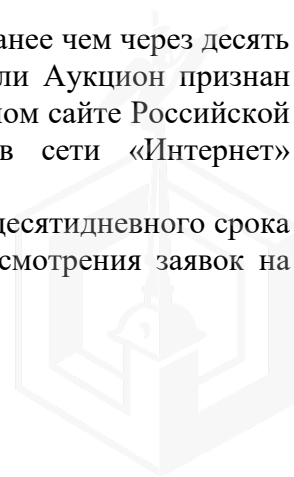 анее чем через десять
ли Аукцион признан
ом сайте Российской
в сети «Интернет»
десятидневного срока
смотрения заявок на